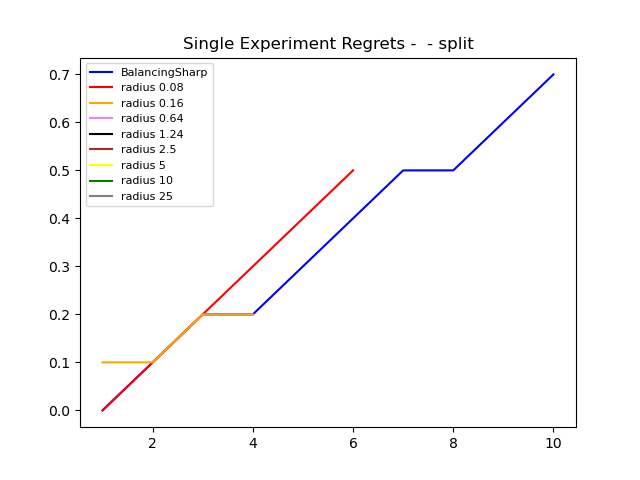 Single Experiment Regrets -  - split
BalancingSharp
radius 0.08
radius 0.16
radius 0.64
radius 1.24
radius 2.5
radius 5
radius 10
radius 25
0.7
0.6
0.5
0.4
0.3
0.2
0.1
0.0
2 4 6 8 10